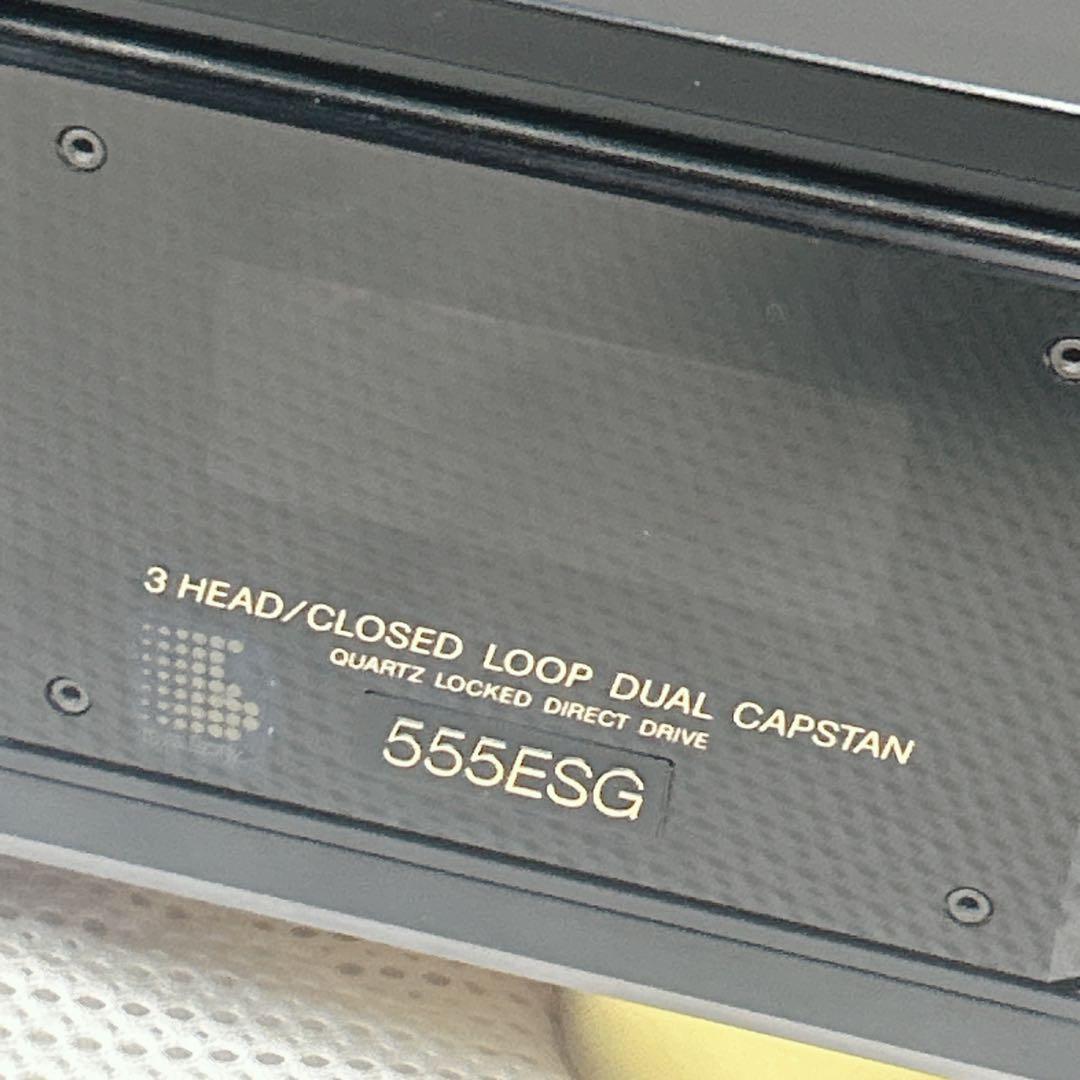 3 HEAD/CLOSED LOOP DUAL CAPSTAN
QUARTZ LOCKED DIRECT DRIVE
555ESG